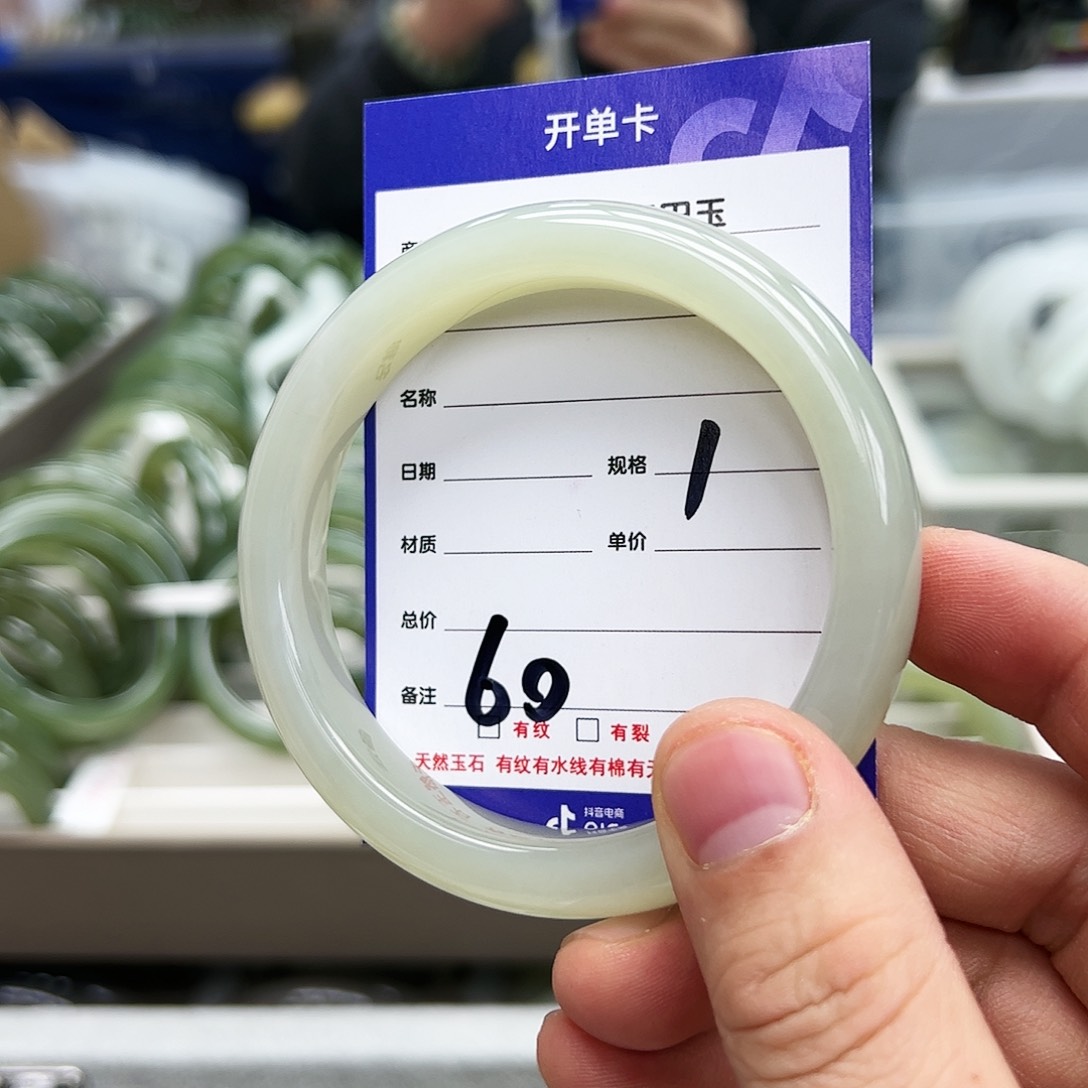 开单卡
玉
名称
日期 规格 1
材质 单价
总价
备注 69
有纹 有裂
天然玉石 有纹有水线有棉有
抖音电商